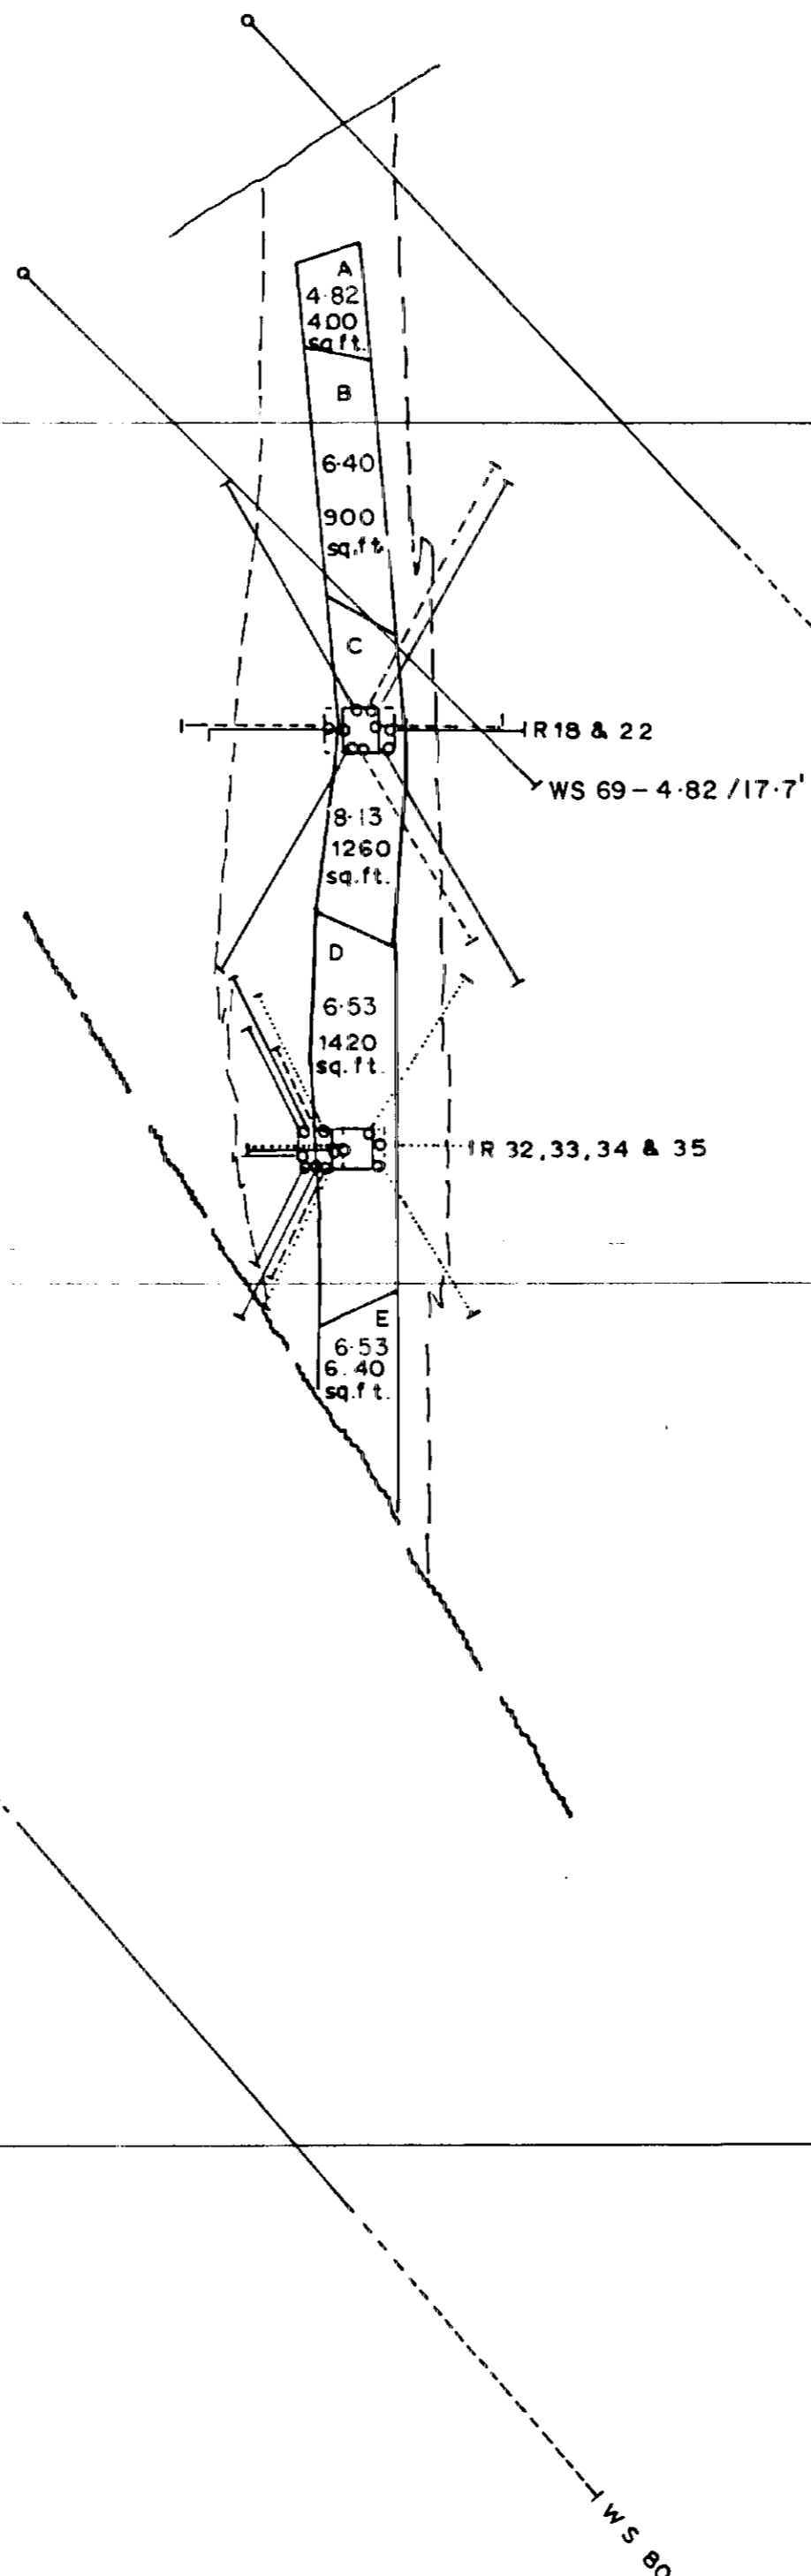 A
4.82
400
sq.ft.
B
6.40
900
sq.ft.
C
R 18 & 22
WS 69 - 4.82 / 17.7'
8.13
1260
sq.ft.
D
6.53
1420
sq.ft.
R 32,33,34 & 35
E
6.53
6.40
sq.ft.
WS 80